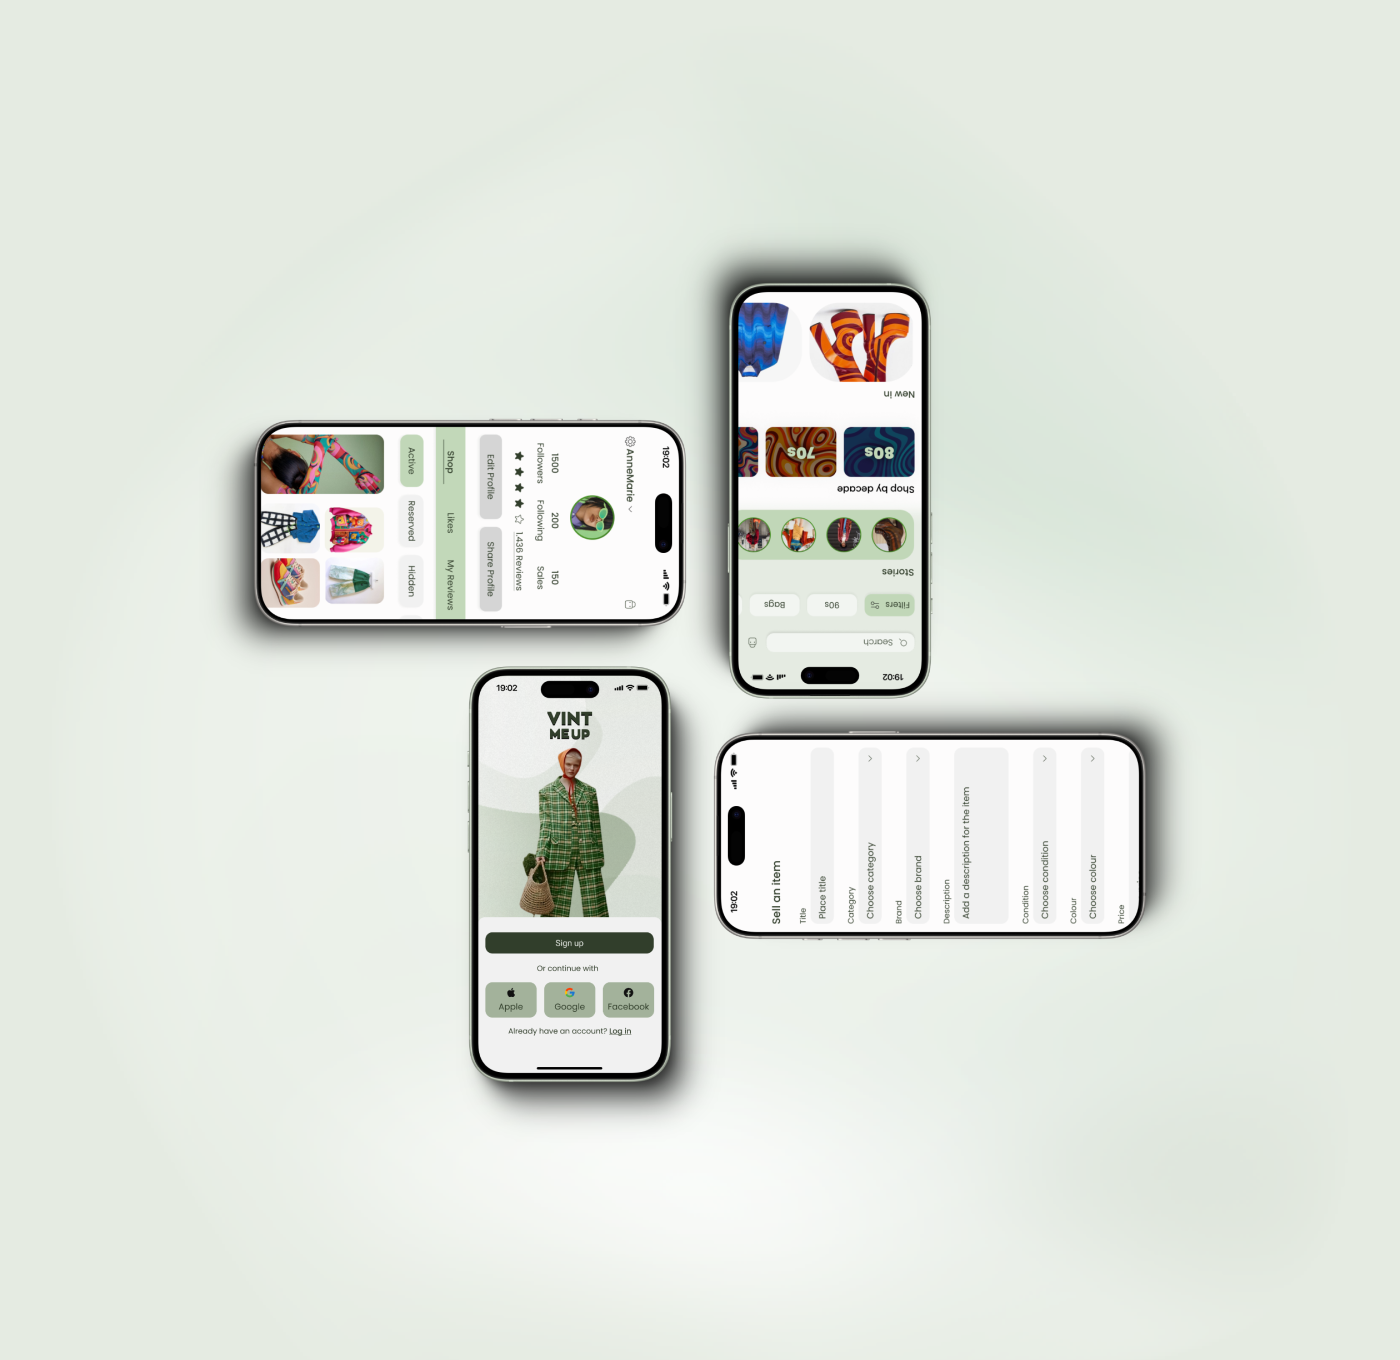 19:02
AnneMarie
1500 200 150
Followers Following Sales
1.436 Reviews
Edit Profile Share Profile
Shop Likes My Reviews
Active Reserved Hidden
19:02
Search
Filters 90s Bags
Stories
Shop by decade
80s 70s
New in
19:02
VINT
ME UP
Sign up
Or continue with
Apple Google Facebook
Already have an account? Log in
19:02
Sell an item
Title
Place title
Category
Choose category
Brand
Choose brand
Description
Add a description for the item
Condition
Choose condition
Colour
Choose colour
Price